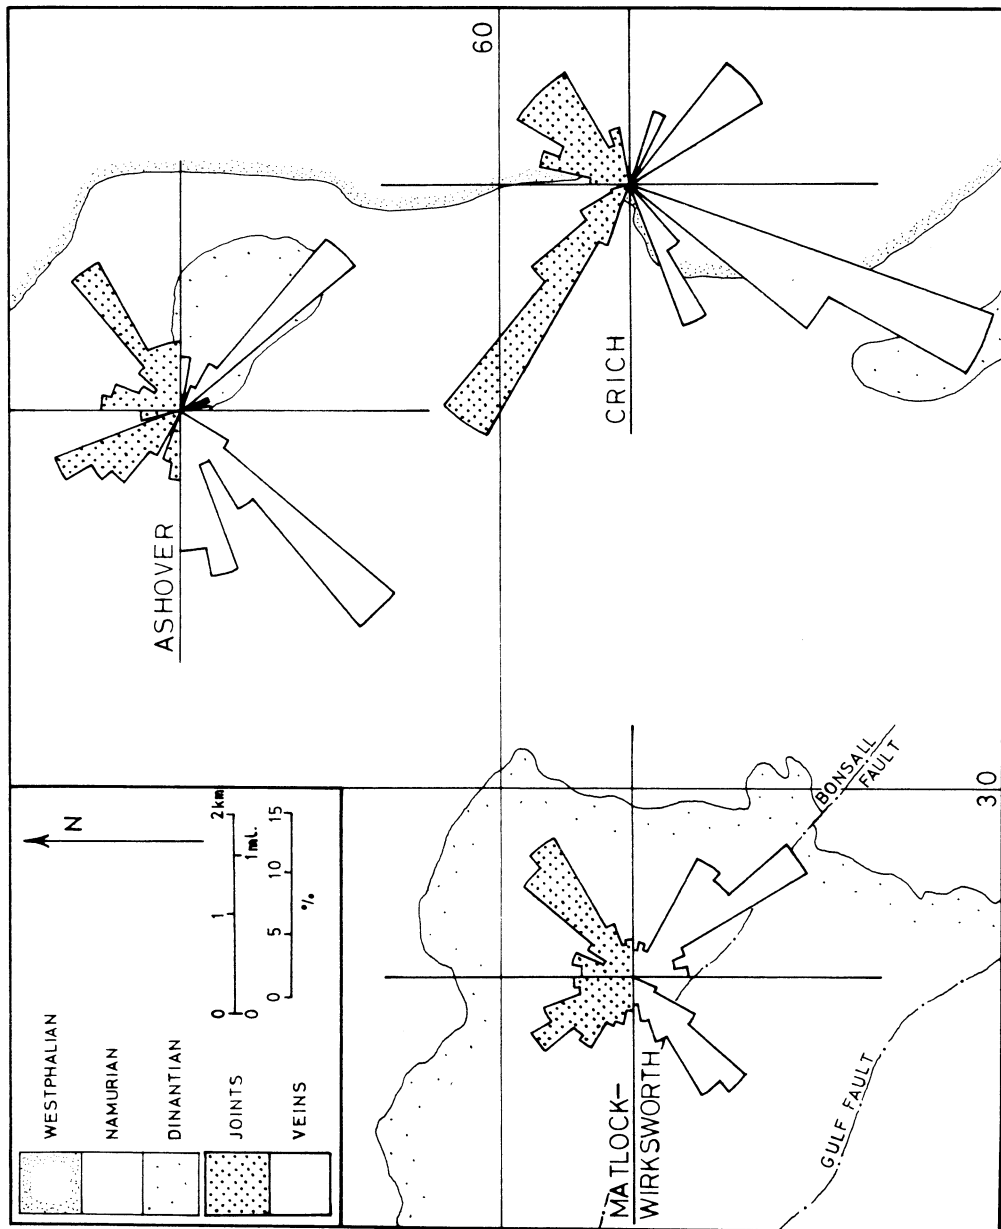 WESTPHALIAN
NAMURIAN
DINANTIAN
JOINTS
VEINS
N
0 1 2km
0 1mi.
0 5 10 15
%
ASHOVER
60
CRICH
MATLOCK–
WIRKSWORTH
BONSALL
FAULT
GULF FAULT
30